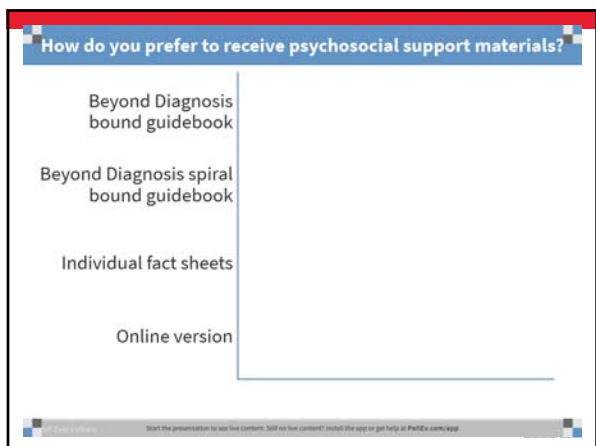 How do you prefer to receive psychosocial support materials?
Beyond Diagnosis
bound guidebook
Beyond Diagnosis spiral
bound guidebook
Individual fact sheets
Online version
Poll Everywhere
Start the presentation to see live content. Still no live content? Install the app or get help at PollEv.com/app